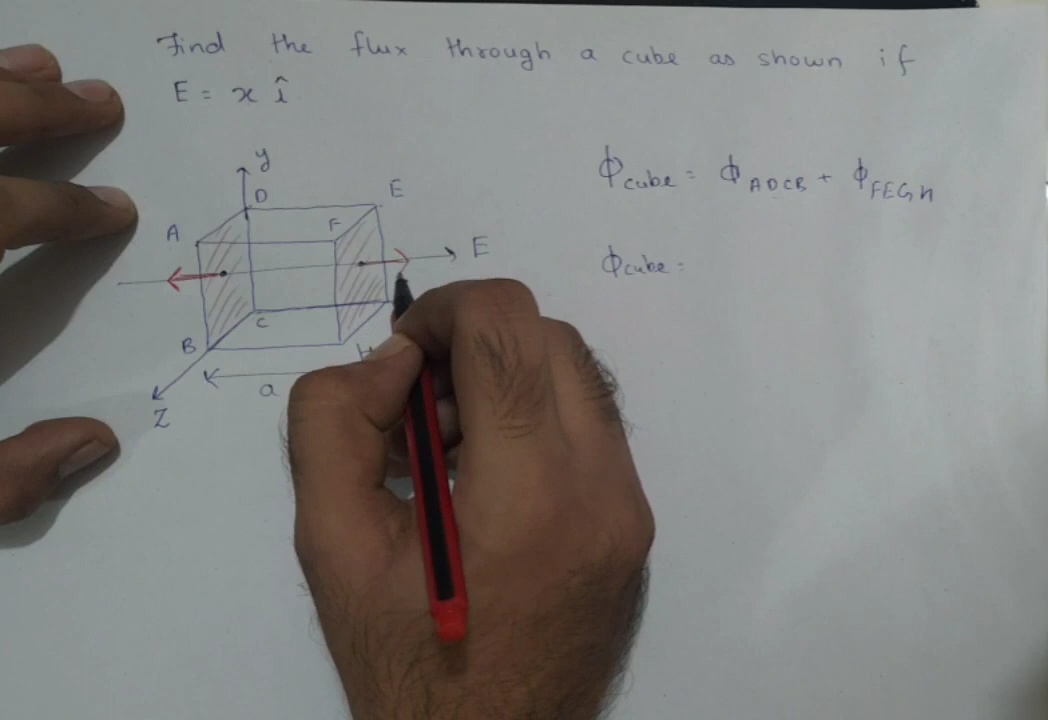 Find the flux through a cube as shown if
E = x î
ϕcube = ϕADCB + ϕFEGH
ϕcube =
y
D
E
A
F
E
C
B
H
a
Z